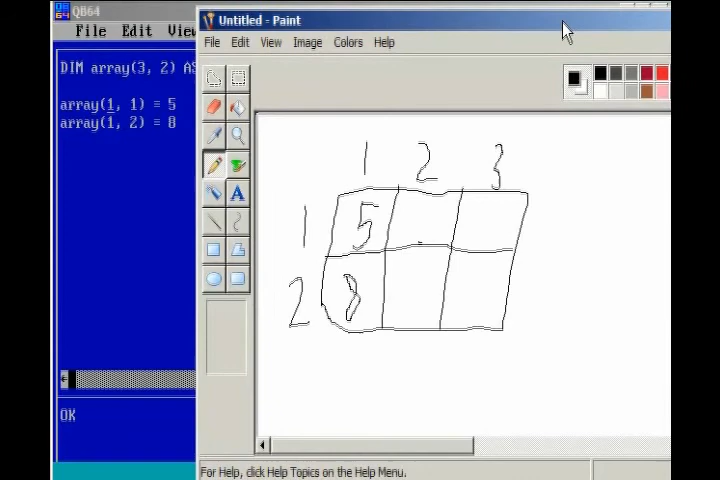 QB64
File Edit View
DIM array(3, 2) AS
array(1, 1) = 5
array(1, 2) = 8
OK
Untitled - Paint
File Edit View Image Colors Help
1 2 3
1 5
2 8
For Help, click Help Topics on the Help Menu.